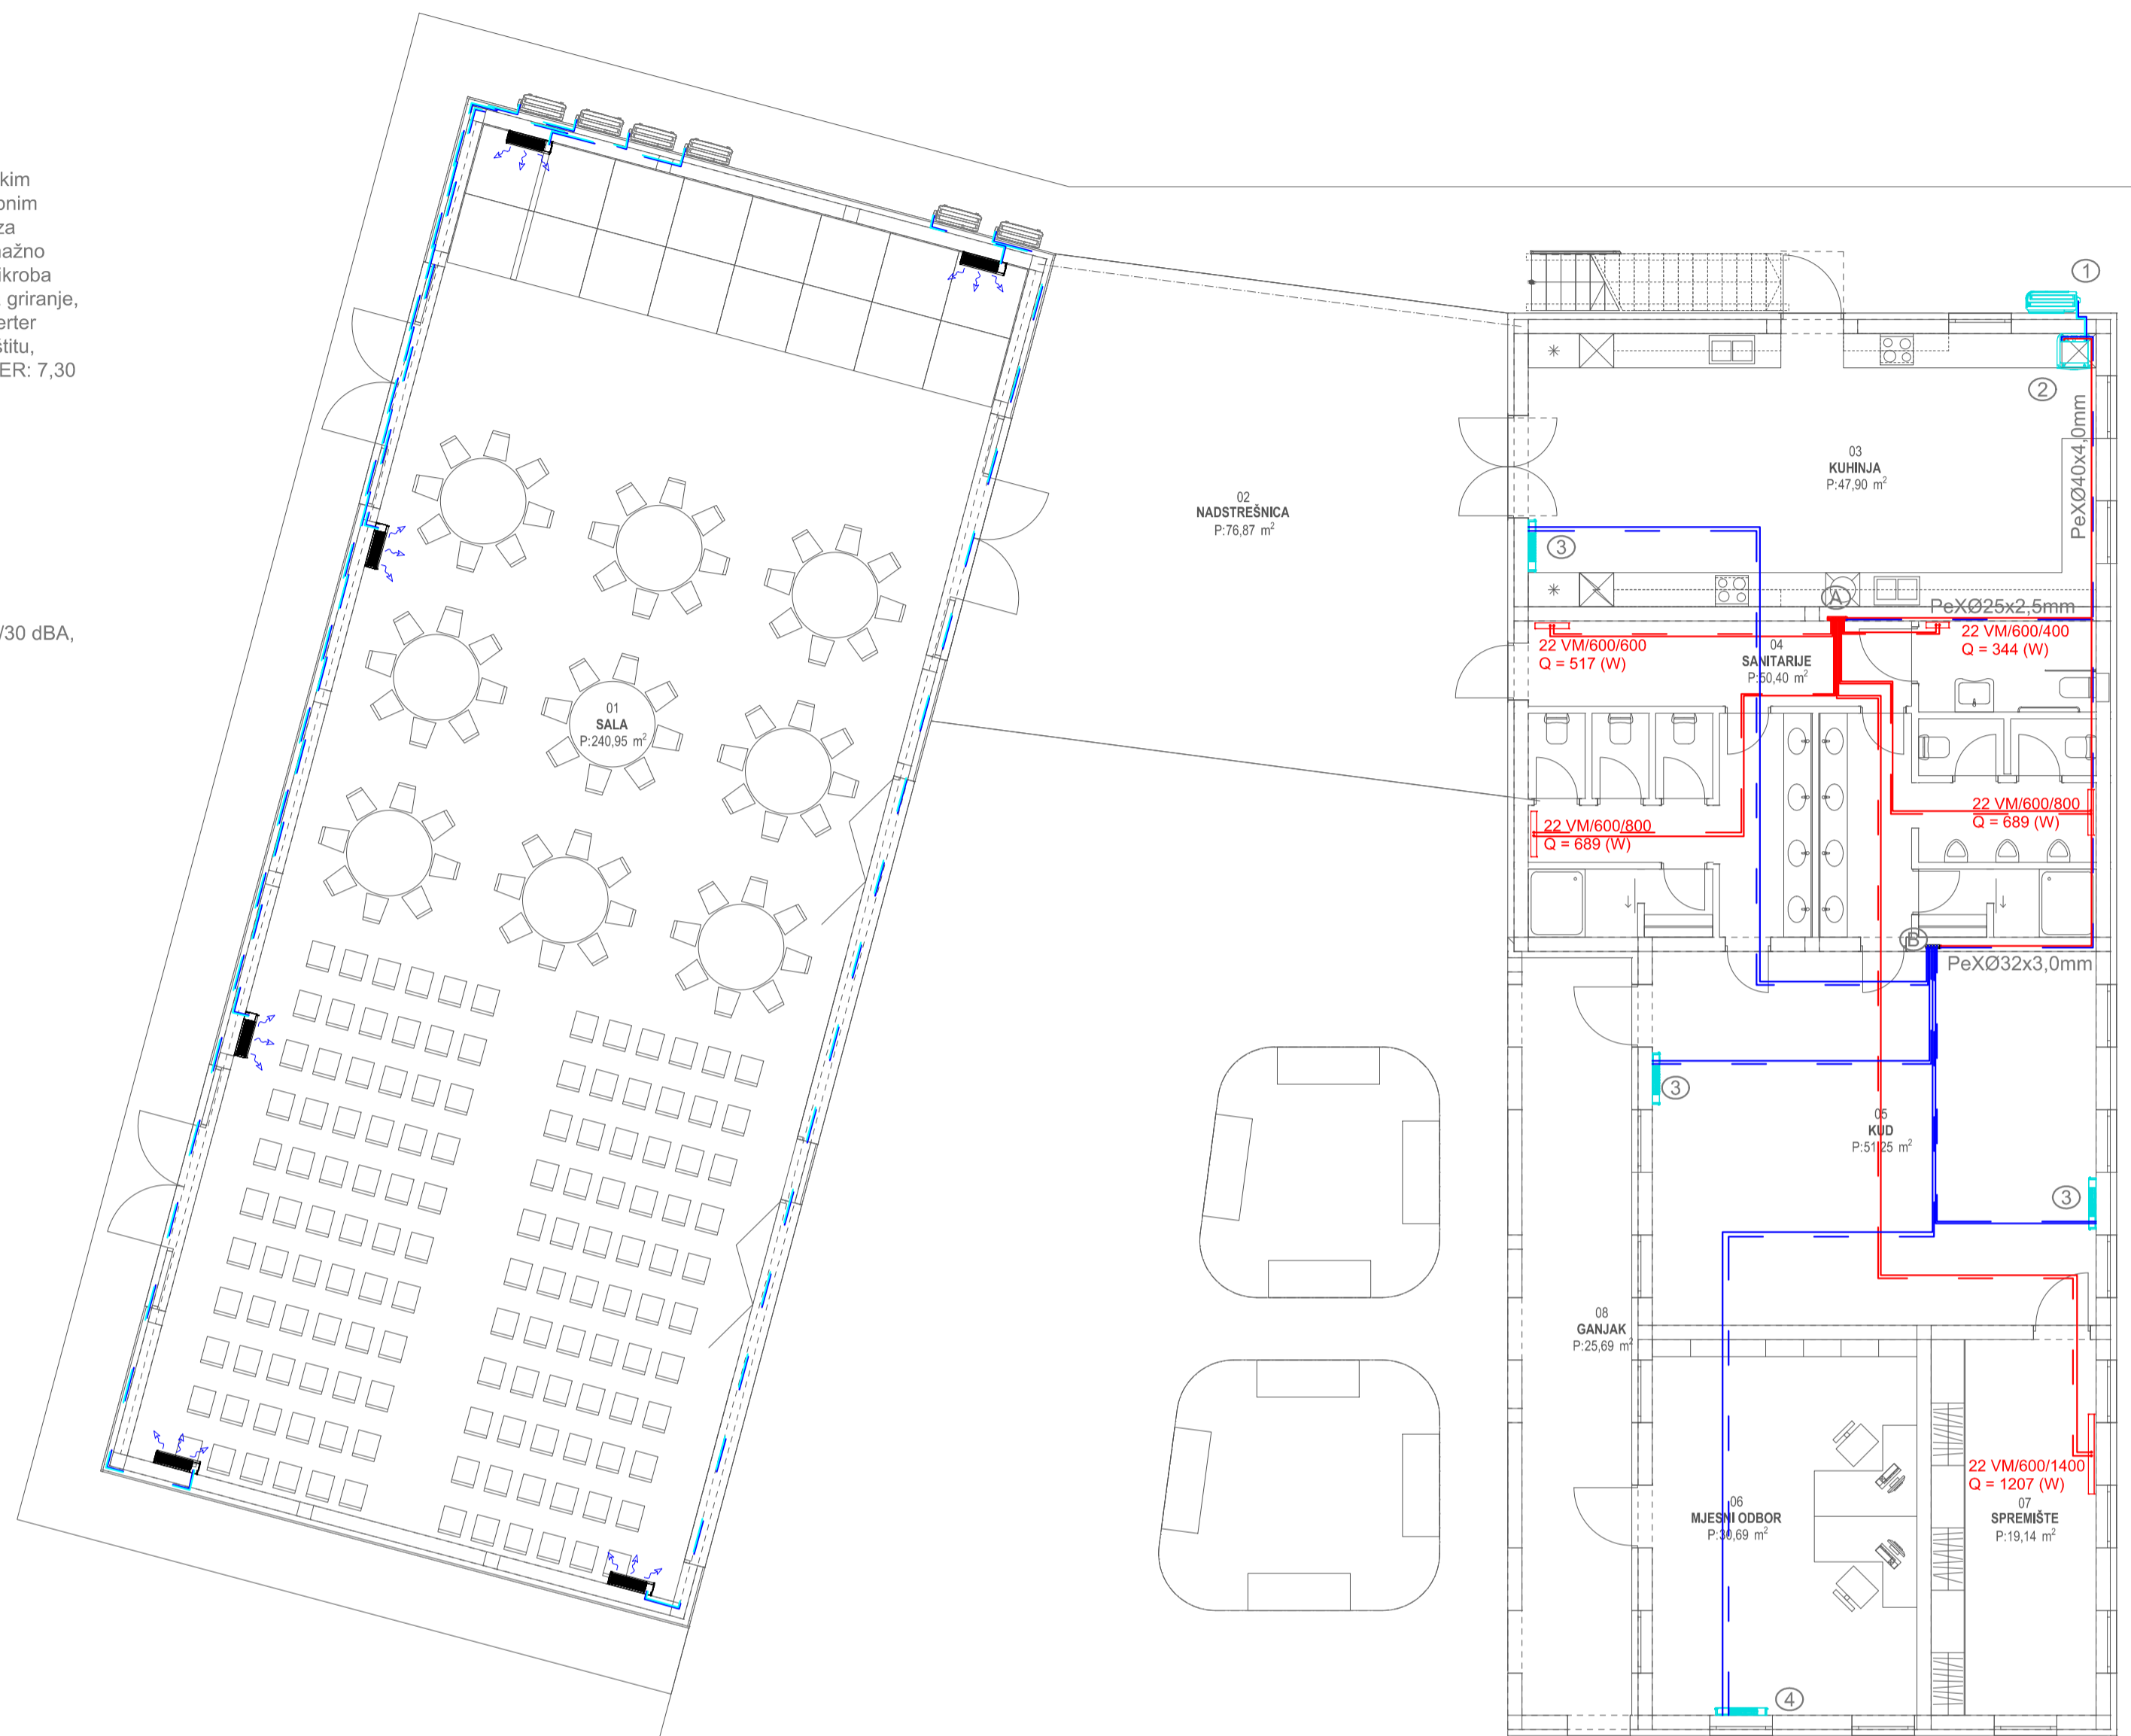 kim
bnim
za
nažno
ikroba
griranje,
erter
štitu,
ER: 7,30
/30 dBA,
01
SALA
P:240,95 m²
02
NADSTREŠNICA
P:76,87 m²
1
2
03
KUHINJA
P:47,90 m²
PeXØ40x4,0mm
3
A
PeXØ25x2,5mm
22 VM/600/600
Q = 517 (W)
04
SANITARIJE
P:50,40 m²
22 VM/600/400
Q = 344 (W)
22 VM/600/800
Q = 689 (W)
22 VM/600/800
Q = 689 (W)
B
PeXØ32x3,0mm
3
05
KUD
P:51,25 m²
3
08
GANJAK
P:25,69 m²
22 VM/600/1400
Q = 1207 (W)
06
MJESNI ODBOR
P:30,69 m²
07
SPREMIŠTE
P:19,14 m²
4